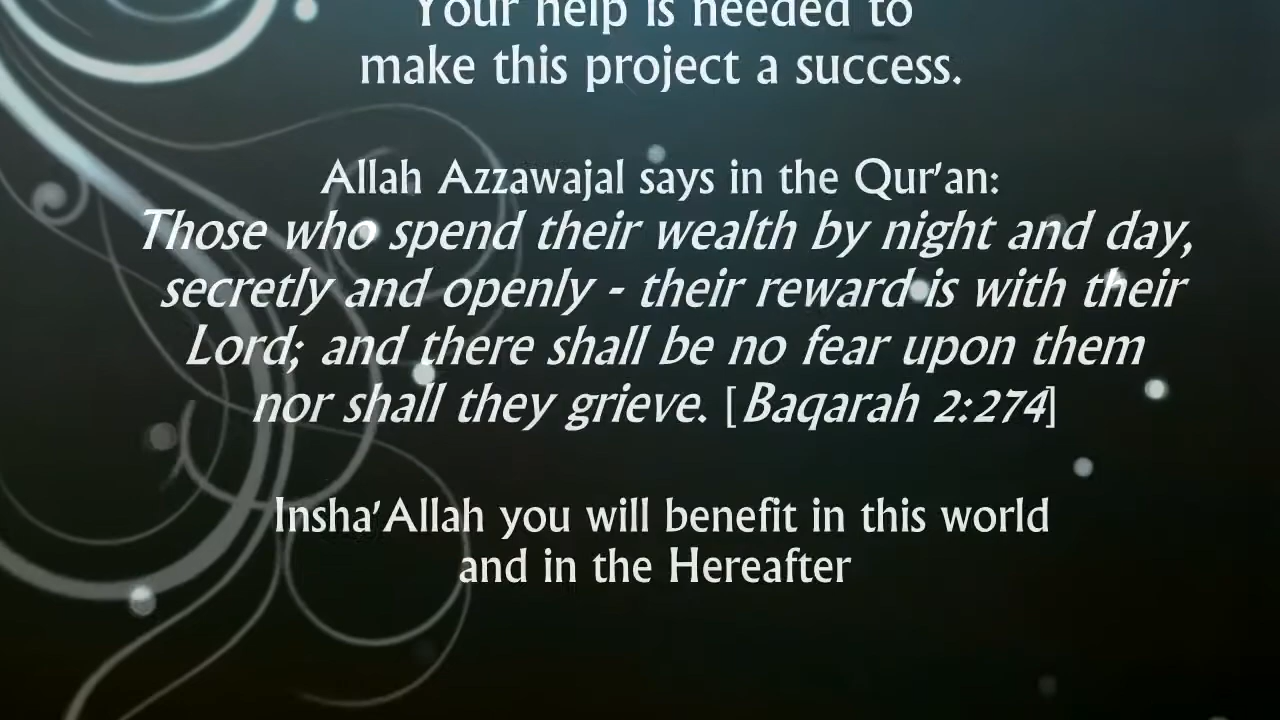 Your help is needed to
make this project a success.
Allah Azzawajal says in the Qur'an:
Those who spend their wealth by night and day,
secretly and openly - their reward is with their
Lord; and there shall be no fear upon them
nor shall they grieve. [Baqarah 2:274]
Insha'Allah you will benefit in this world
and in the Hereafter